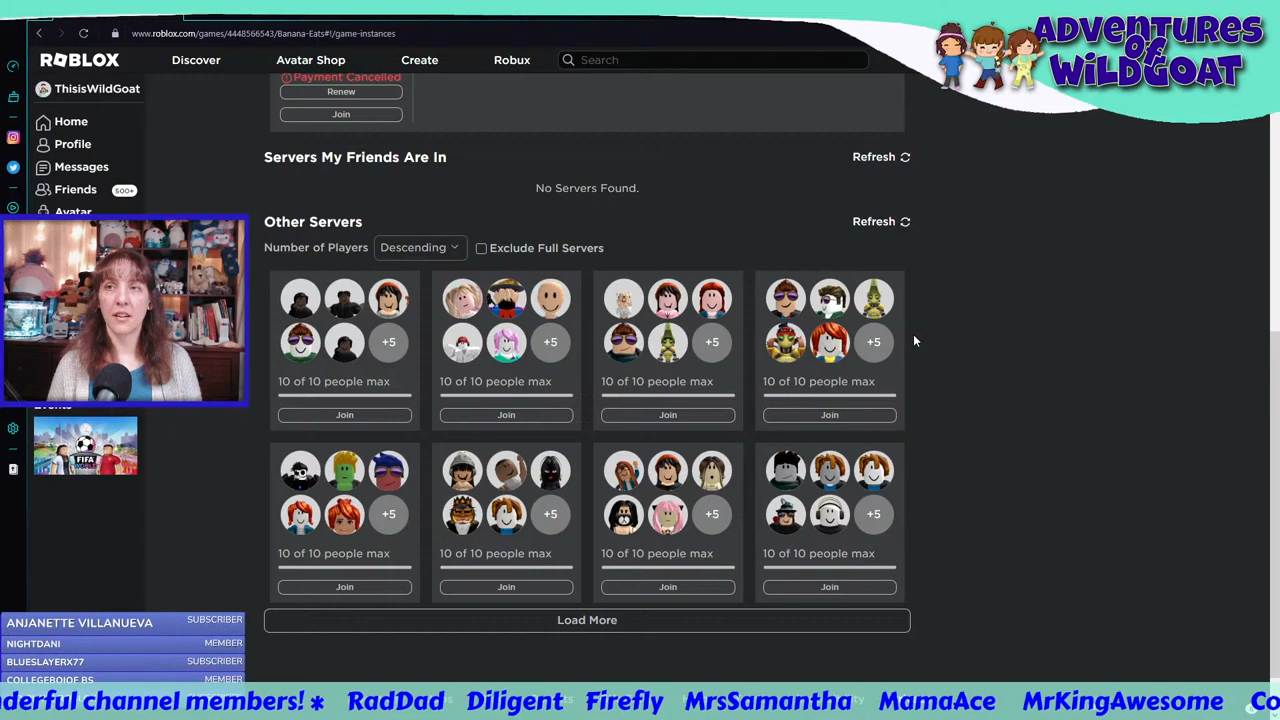 www.roblox.com/games/4448566543/Banana-Eats#!/game-instances
ADVENTURES
OF
WILDGOAT
ROBLOX
Discover
Avatar Shop
Create
Robux
Search
ThisisWildGoat
Home
Profile
Messages
Friends
500+
Avatar
Payment Cancelled
Renew
Join
Servers My Friends Are In
Refresh
No Servers Found.
Other Servers
Refresh
Number of Players
Descending
Exclude Full Servers
+5
+5
+5
+5
10 of 10 people max
10 of 10 people max
10 of 10 people max
10 of 10 people max
Join
Join
Join
Join
+5
+5
+5
+5
10 of 10 people max
10 of 10 people max
10 of 10 people max
10 of 10 people max
Join
Join
Join
Join
Load More
Events
FIFA
WORLD
ANJANETTE VILLANUEVA SUBSCRIBER
NIGHTDANI MEMBER
BLUESLAYERX77 SUBSCRIBER
COLLEGEBOIOF BS MEMBER
nderful channel members! * RadDad Diligent Firefly MrsSamantha MamaAce MrKingAwesome Co